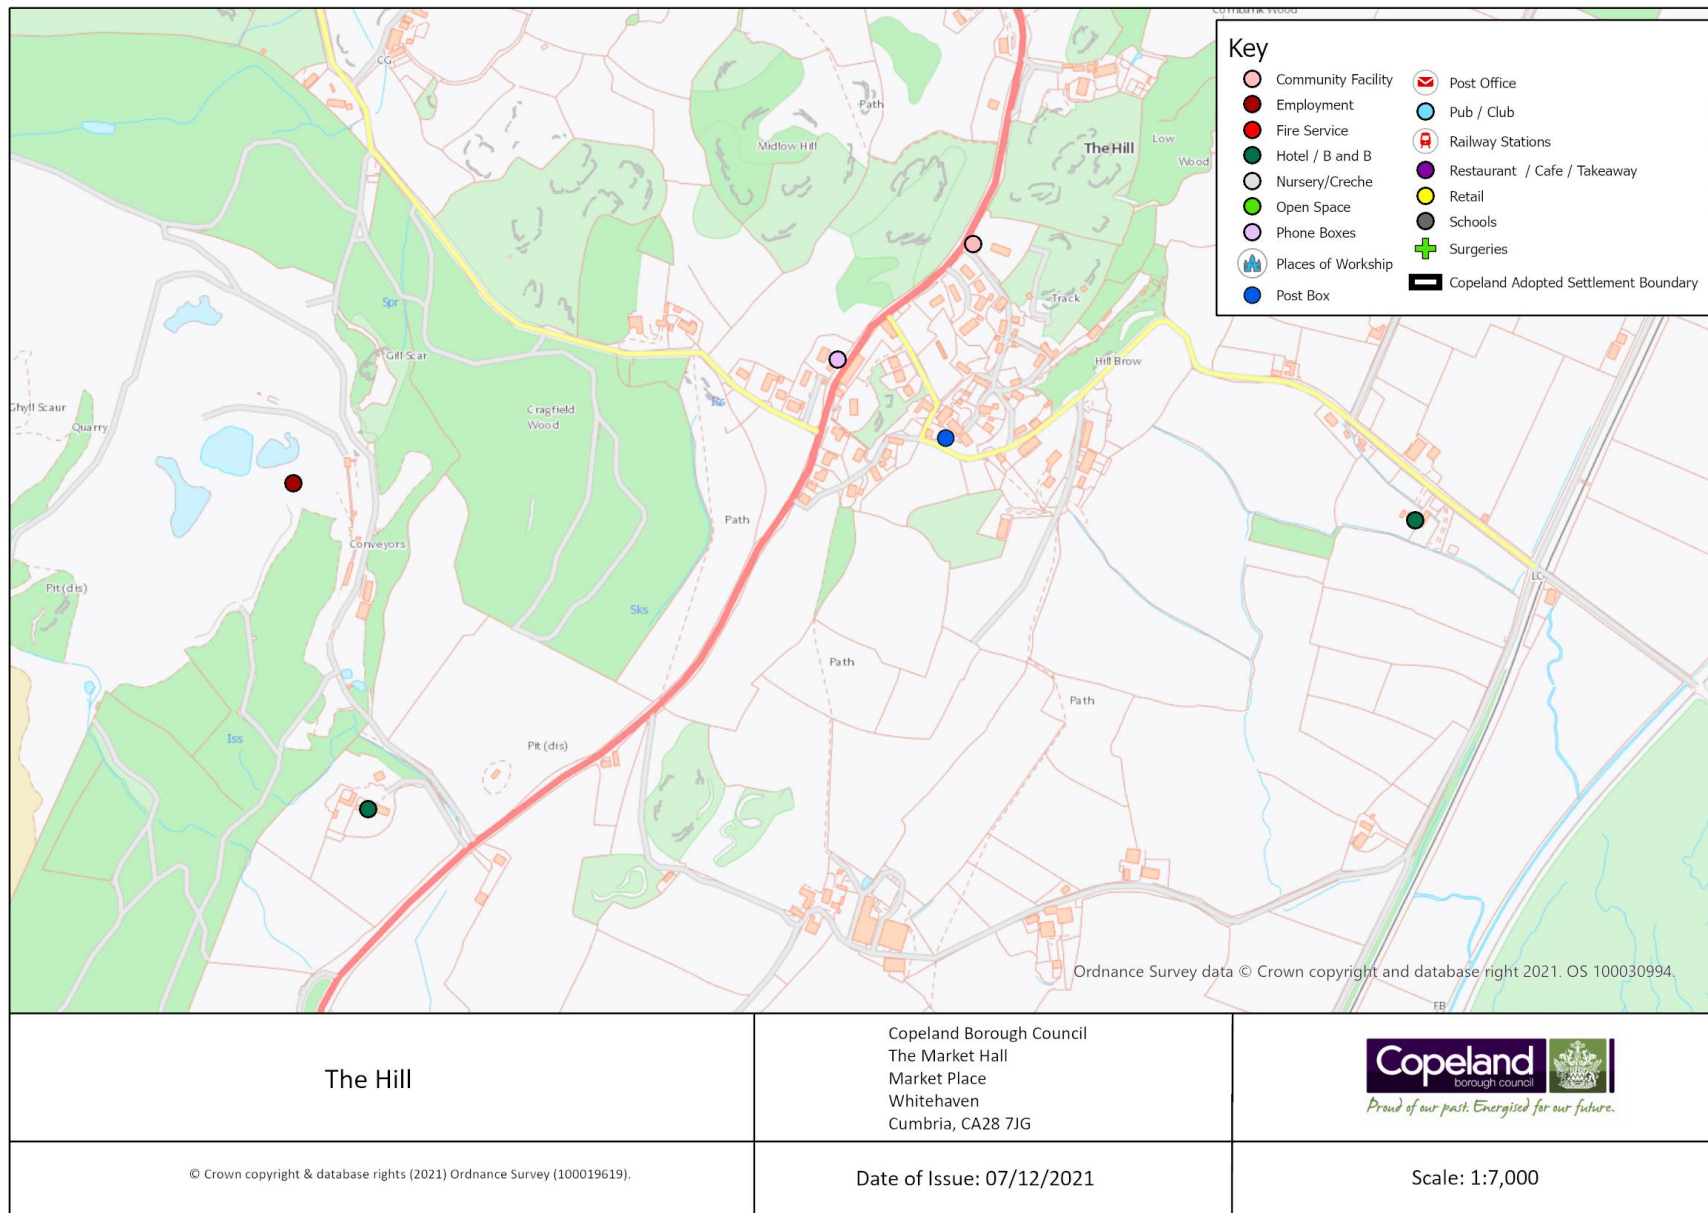 Combank Wood
CG
Path
Midlow Hill
The Hill
Low
Wood
Key
Community Facility
Employment
Fire Service
Hotel / B and B
Nursery/Creche
Open Space
Phone Boxes
Places of Workship
Post Box
Post Office
Pub / Club
Railway Stations
Restaurant / Cafe / Takeaway
Retail
Schools
Surgeries
Copeland Adopted Settlement Boundary
Spr
Track
Gill Scar
Hill Brow
Ghyll Scaur
Quarry
Cragfield
Wood
Path
Conveyors
Pit (dis)
LC
Sks
Path
Path
Iss
Pit (dis)
Ordnance Survey data © Crown copyright and database right 2021. OS 100030994.
FB
The Hill
Copeland Borough Council
The Market Hall
Market Place
Whitehaven
Cumbria, CA28 7JG
Copeland
borough council
Proud of our past. Energised for our future.
© Crown copyright & database rights (2021) Ordnance Survey (100019619).
Date of Issue: 07/12/2021
Scale: 1:7,000